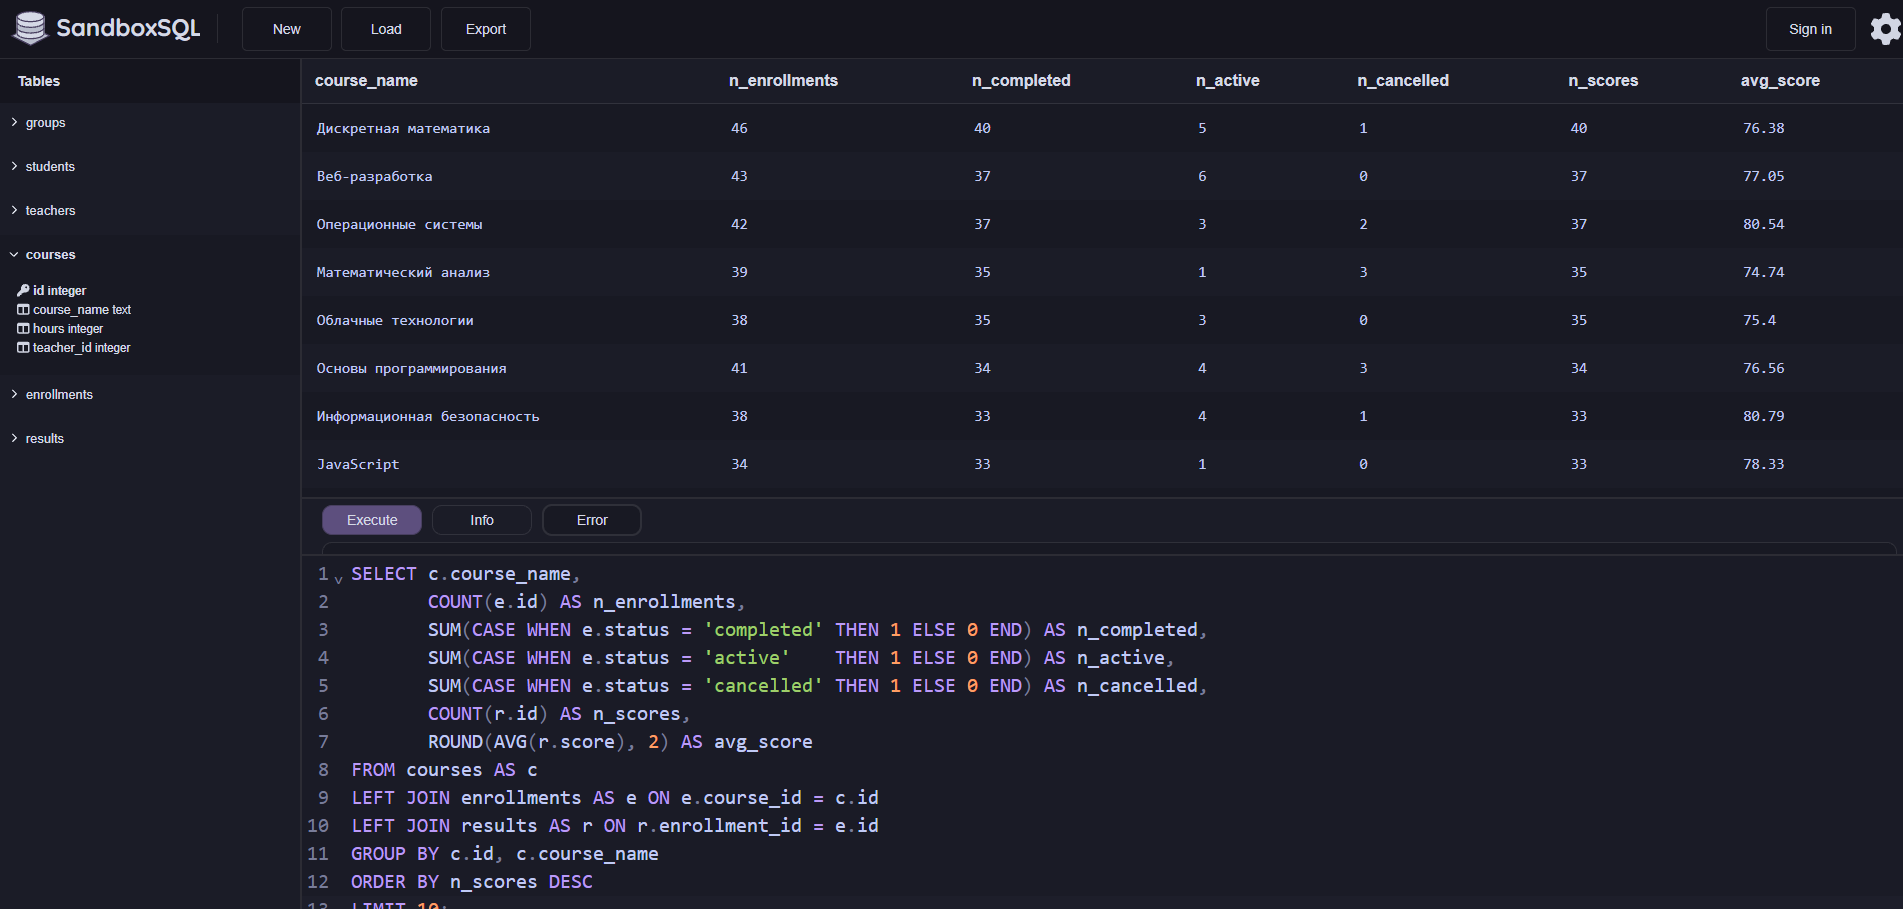 SandboxSQL New Load Export Sign in
Tables
groups
students
teachers
courses
id integer
course_name text
hours integer
teacher_id integer
enrollments
results
course_name n_enrollments n_completed n_active n_cancelled n_scores avg_score
Дискретная математика 46 40 5 1 40 76.38
Веб-разработка 43 37 6 0 37 77.05
Операционные системы 42 37 3 2 37 80.54
Математический анализ 39 35 1 3 35 74.74
Облачные технологии 38 35 3 0 35 75.4
Основы программирования 41 34 4 3 34 76.56
Информационная безопасность 38 33 4 1 33 80.79
JavaScript 34 33 1 0 33 78.33
Execute Info Error
1 SELECT c.course_name,
2 COUNT(e.id) AS n_enrollments,
3 SUM(CASE WHEN e.status = 'completed' THEN 1 ELSE 0 END) AS n_completed,
4 SUM(CASE WHEN e.status = 'active' THEN 1 ELSE 0 END) AS n_active,
5 SUM(CASE WHEN e.status = 'cancelled' THEN 1 ELSE 0 END) AS n_cancelled,
6 COUNT(r.id) AS n_scores,
7 ROUND(AVG(r.score), 2) AS avg_score
8 FROM courses AS c
9 LEFT JOIN enrollments AS e ON e.course_id = c.id
10 LEFT JOIN results AS r ON r.enrollment_id = e.id
11 GROUP BY c.id, c.course_name
12 ORDER BY n_scores DESC
13 LIMIT 10;